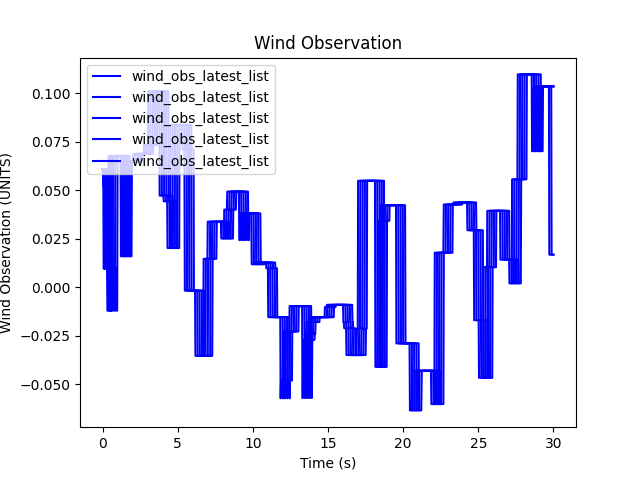 Wind Observation
wind_obs_latest_list
wind_obs_latest_list
wind_obs_latest_list
wind_obs_latest_list
wind_obs_latest_list
Wind Observation (UNITS)
0.100
0.075
0.050
0.025
0.000
−0.025
−0.050
0 5 10 15 20 25 30
Time (s)